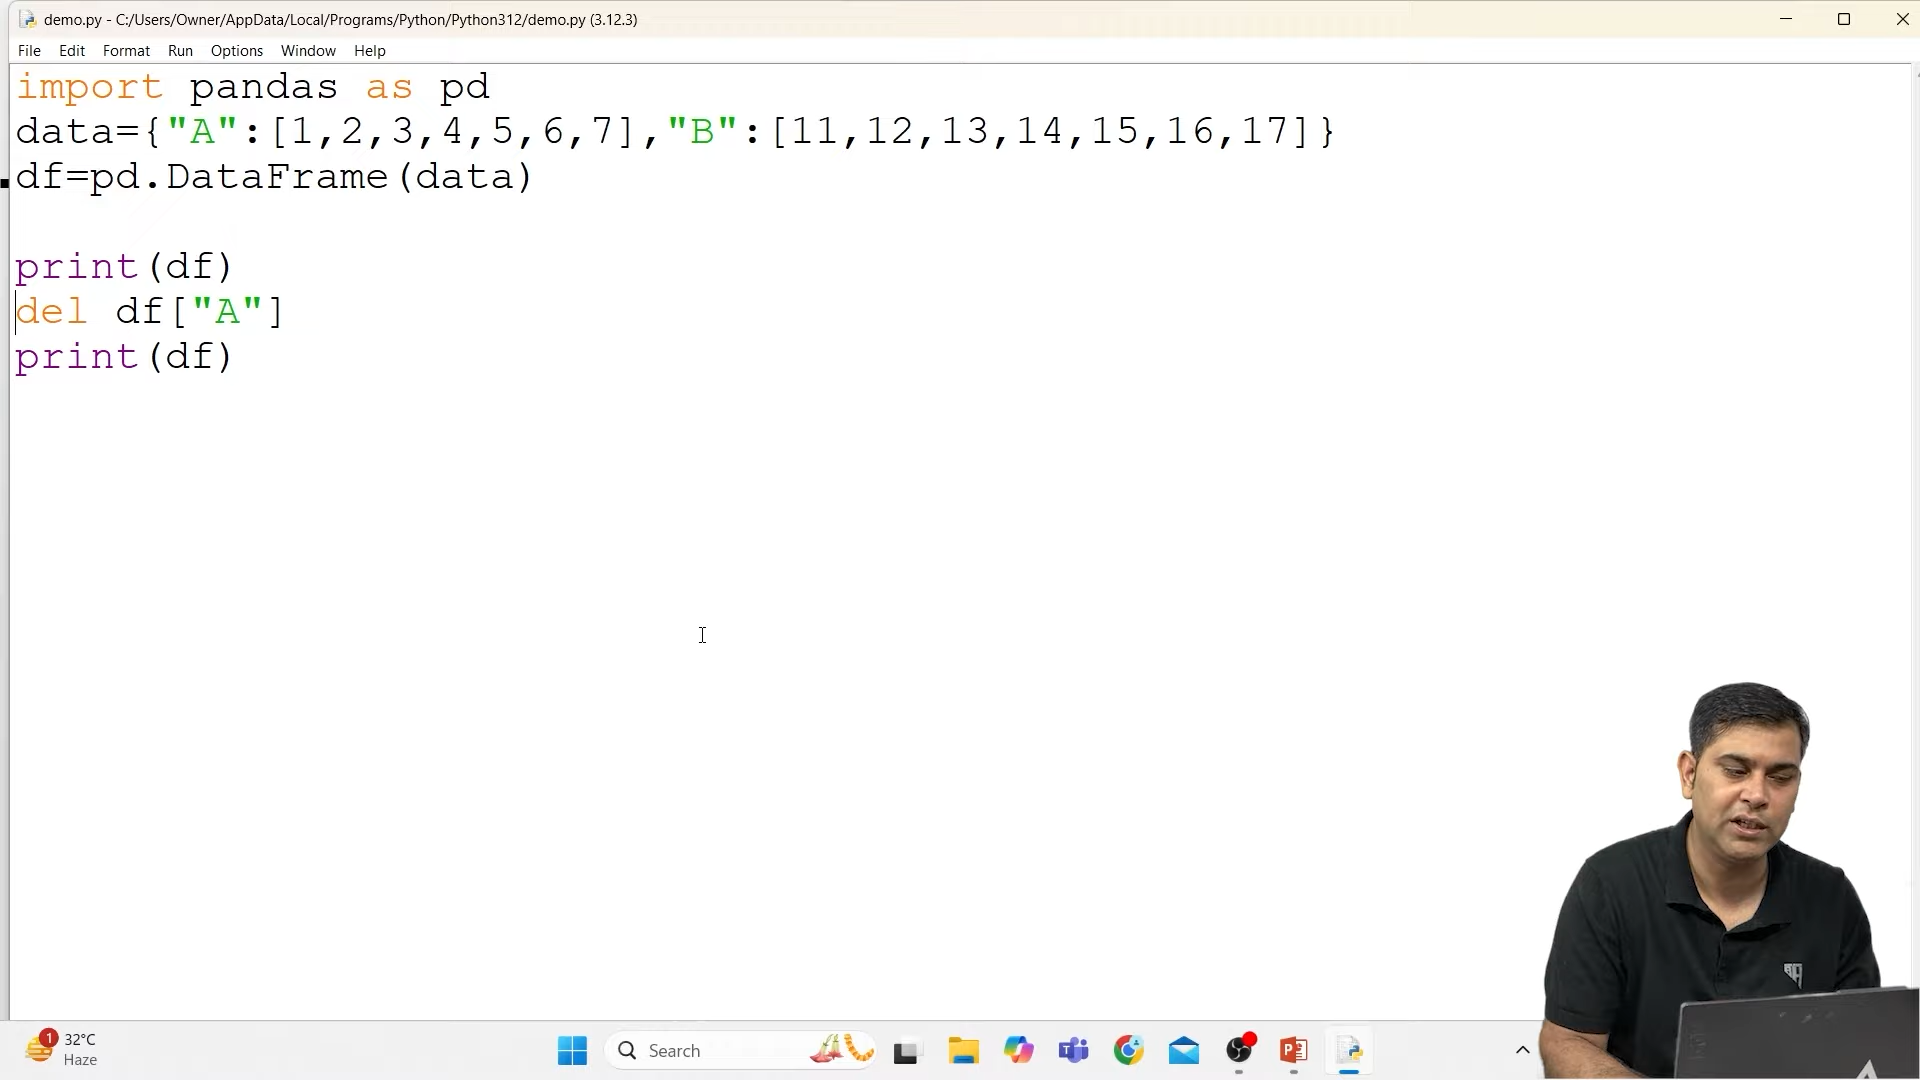 demo.py - C:/Users/Owner/AppData/Local/Programs/Python/Python312/demo.py (3.12.3)
File Edit Format Run Options Window Help
import pandas as pd
data={"A":[1,2,3,4,5,6,7],"B":[11,12,13,14,15,16,17]}
df=pd.DataFrame(data)
print(df)
del df["A"]
print(df)
1
32°C
Haze
Search